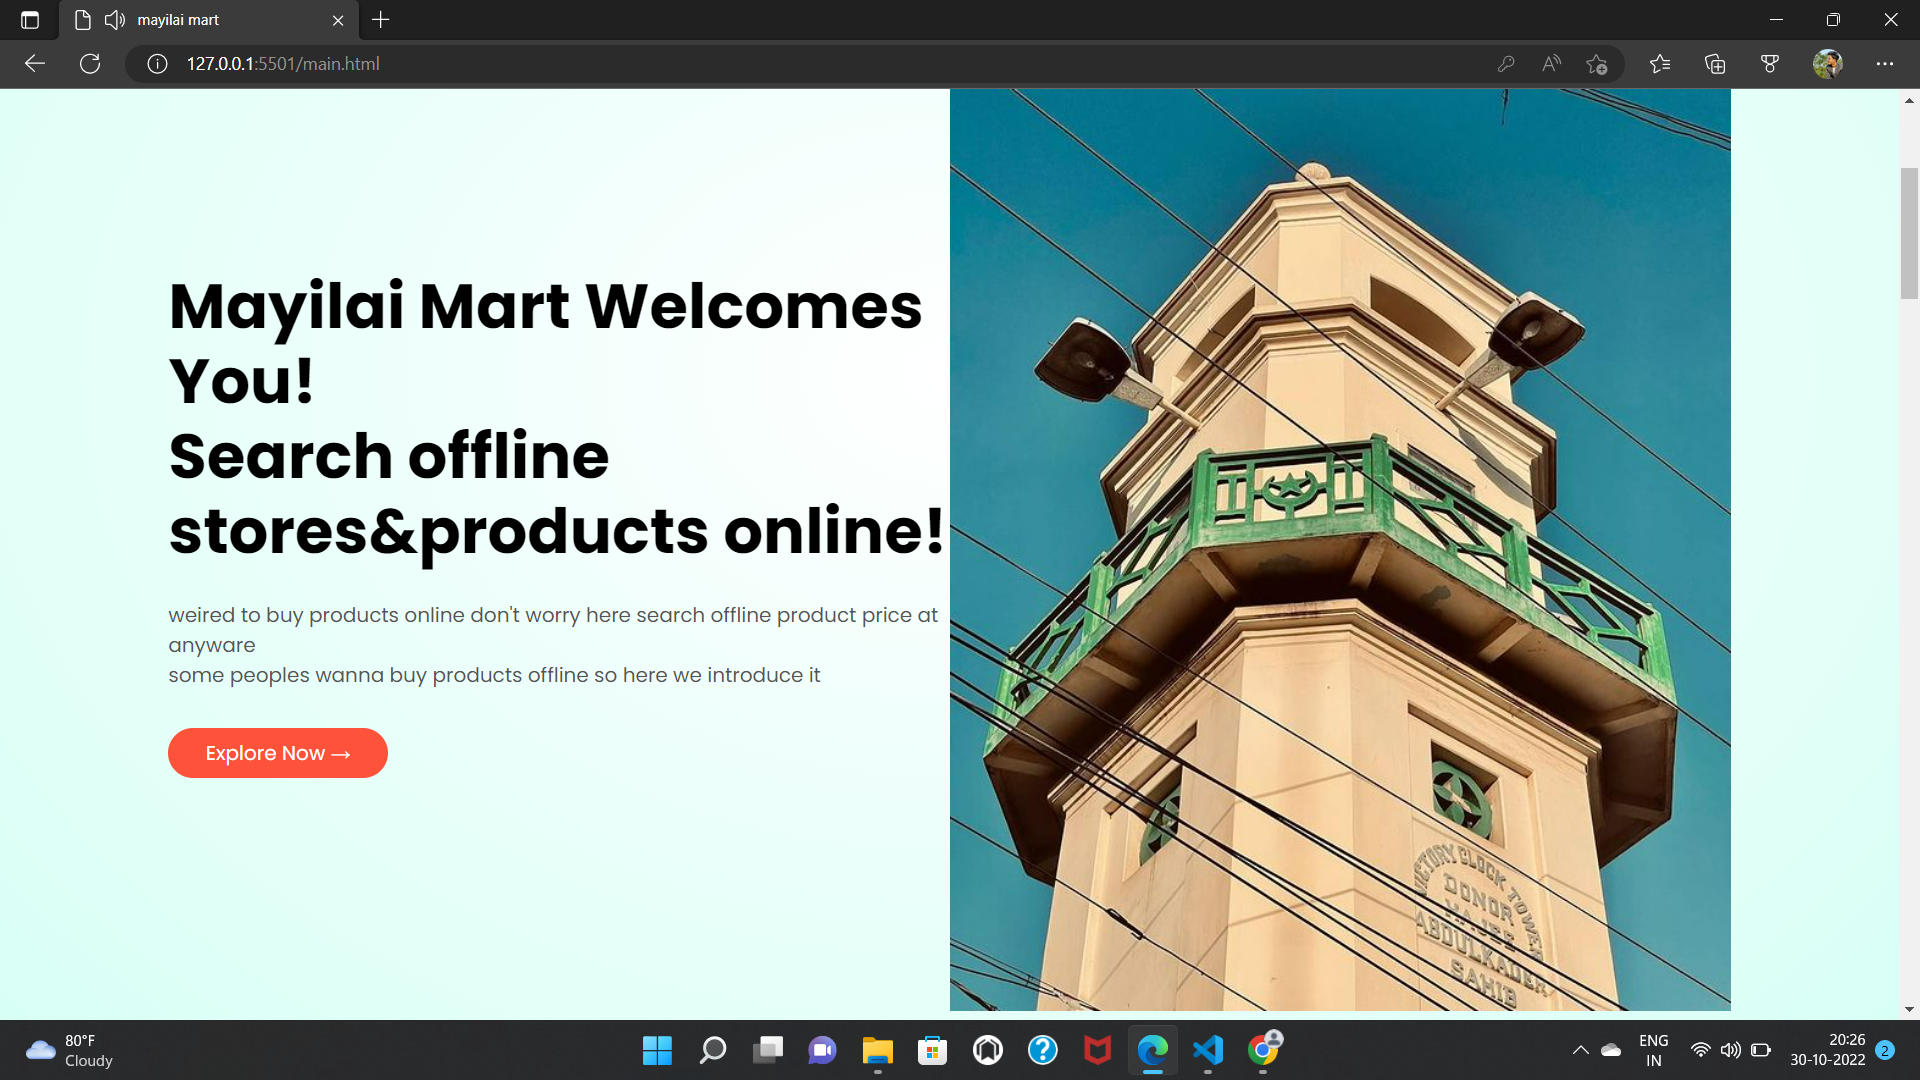 mayilai mart
127.0.0.1:5501/main.html
Mayilai Mart Welcomes
You!
Search offline
stores&products online!
weired to buy products online don't worry here search offline product price at
anyware
some peoples wanna buy products offline so here we introduce it
Explore Now →
VICTORY CLOCK TOWER
DONOR
HAJEE
ABDULKADER
SAHIB
80°F
Cloudy
ENG
IN
20:26
30-10-2022
2